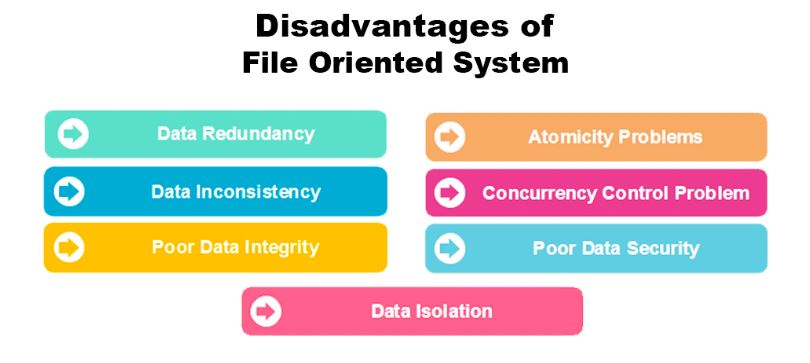 Disadvantages of
File Oriented System
Data Redundancy
Atomicity Problems
Data Inconsistency
Concurrency Control Problem
Poor Data Integrity
Poor Data Security
Data Isolation